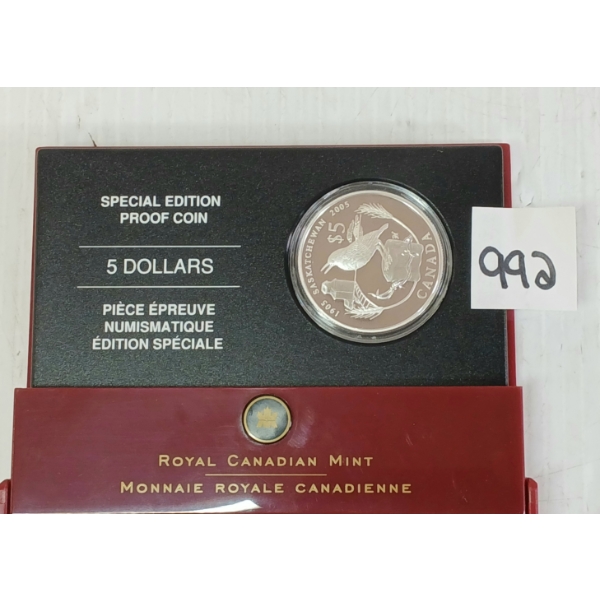 SPECIAL EDITION
PROOF COIN
5 DOLLARS
PIÈCE ÉPREUVE
NUMISMATIQUE
ÉDITION SPÉCIALE
1905 SASKATCHEWAN 2005
$5
CANADA
992
ROYAL CANADIAN MINT
MONNAIE ROYALE CANADIENNE